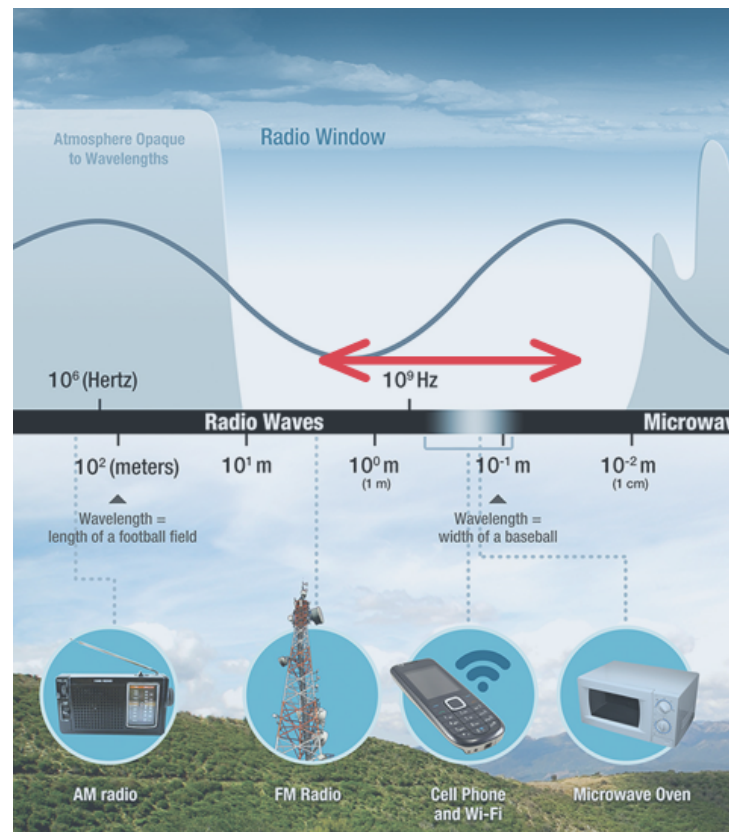 Atmosphere Opaque
to Wavelengths
Radio Window
10⁶ (Hertz)
10⁹ Hz
Radio Waves
Microwav
10² (meters)
10¹ m
10⁰ m
(1 m)
10⁻¹ m
10⁻² m
(1 cm)
Wavelength =
length of a football field
Wavelength =
width of a baseball
AM radio
FM Radio
Cell Phone
and Wi-Fi
Microwave Oven